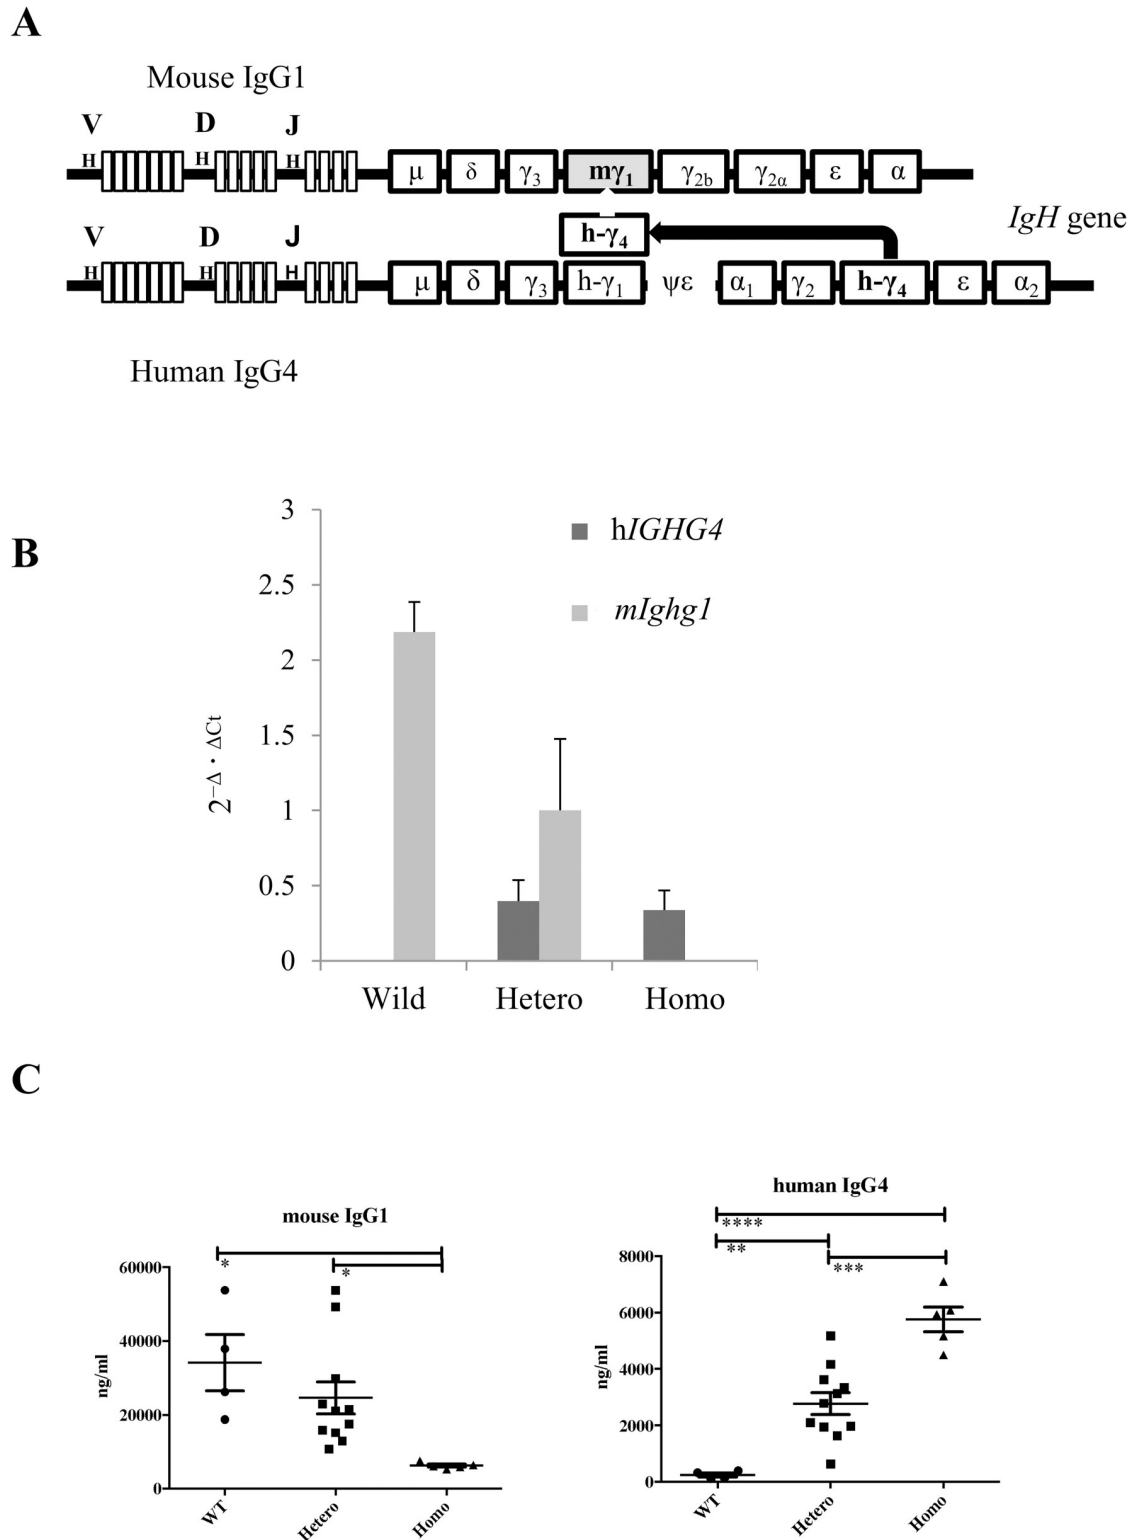 A
Mouse IgG1
V D J
H H H
μ δ γ3 mγ1 γ2b γ2α ε α
IgH gene
h-γ4
V D J
H H H
μ δ γ3 h-γ1 ψε α1 γ2 h-γ4 ε α2
Human IgG4
B
3
2.5
2
1.5
1
0.5
0
2−Δ・ΔCt
hIGHG4
mIghg1
Wild Hetero Homo
C
mouse IgG1
*
*
60000
40000
20000
0
ng/ml
WT Hetero Homo
human IgG4
****
**
***
8000
6000
4000
2000
0
ng/ml
WT Hetero Homo